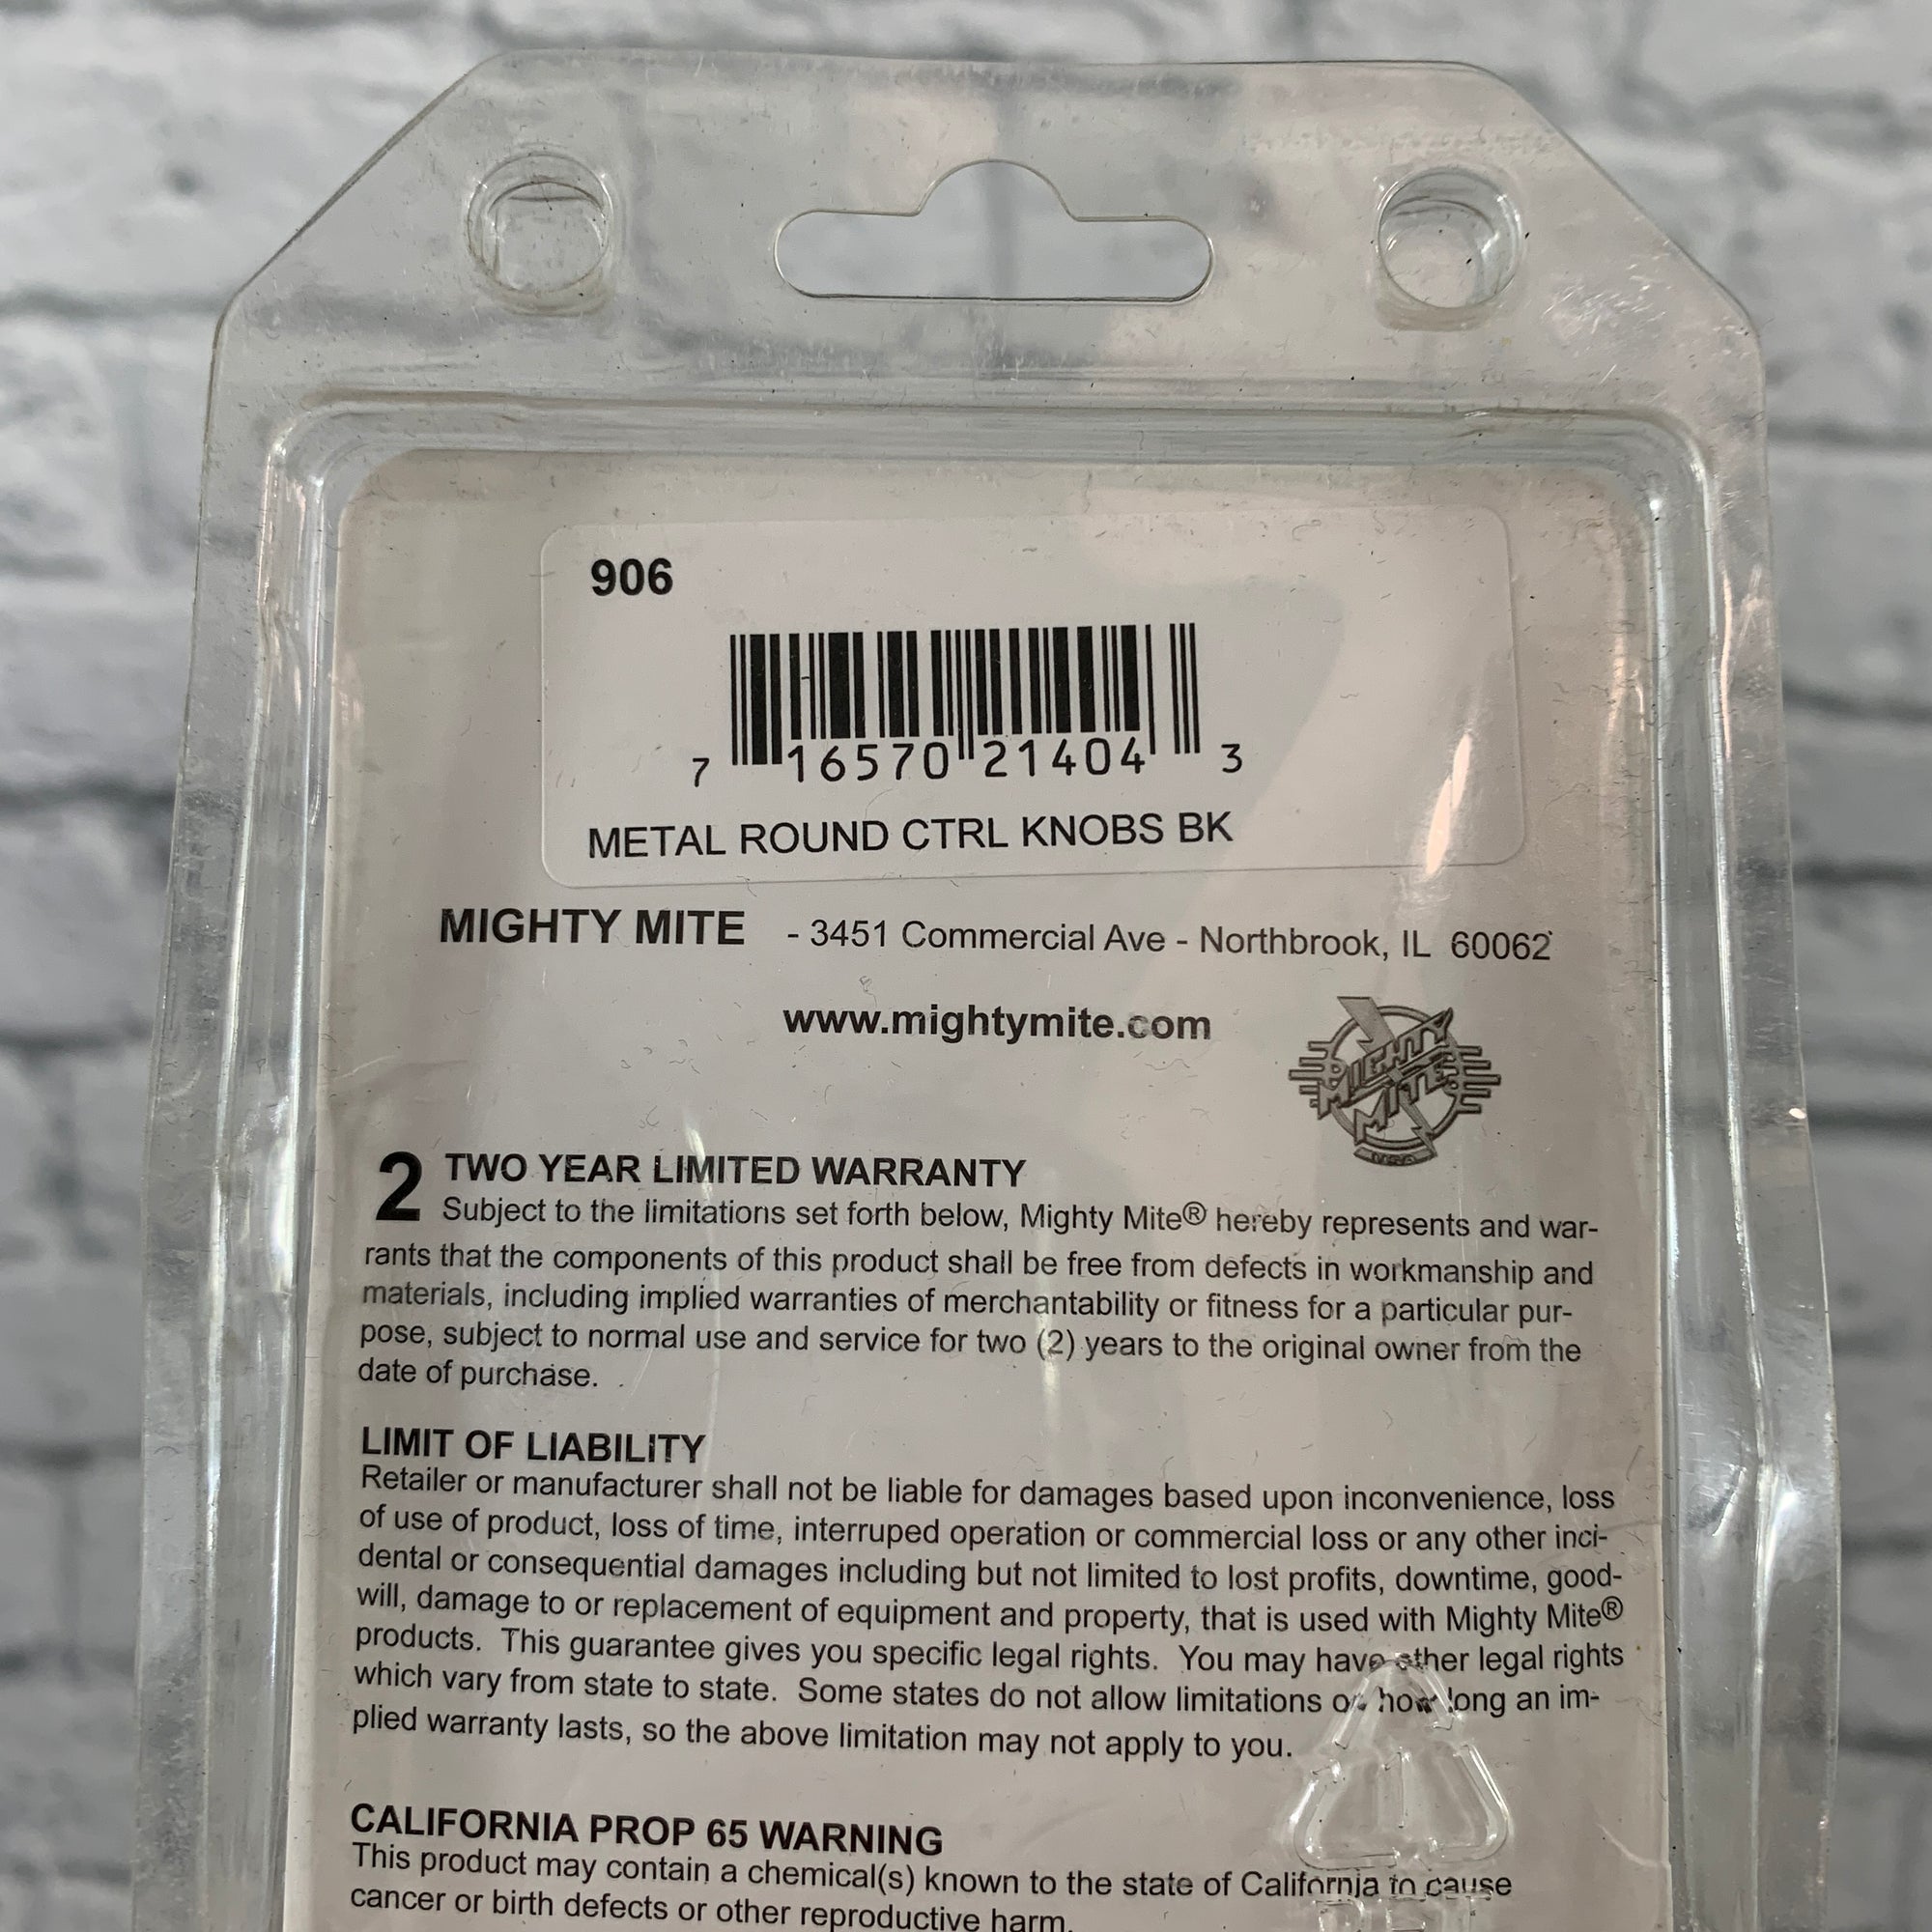 906
7 16570 21404 3
METAL ROUND CTRL KNOBS BK
MIGHTY MITE - 3451 Commercial Ave - Northbrook, IL 60062
www.mightymite.com
MIGHTY
MITE
USA
2 TWO YEAR LIMITED WARRANTY
Subject to the limitations set forth below, Mighty Mite® hereby represents and war-
rants that the components of this product shall be free from defects in workmanship and
materials, including implied warranties of merchantability or fitness for a particular pur-
pose, subject to normal use and service for two (2) years to the original owner from the
date of purchase.
LIMIT OF LIABILITY
Retailer or manufacturer shall not be liable for damages based upon inconvenience, loss
of use of product, loss of time, interruped operation or commercial loss or any other inci-
dental or consequential damages including but not limited to lost profits, downtime, good-
will, damage to or replacement of equipment and property, that is used with Mighty Mite®
products. This guarantee gives you specific legal rights. You may have other legal rights
which vary from state to state. Some states do not allow limitations on how long an im-
plied warranty lasts, so the above limitation may not apply to you.
CALIFORNIA PROP 65 WARNING
This product may contain a chemical(s) known to the state of California to cause
cancer or birth defects or other reproductive harm.